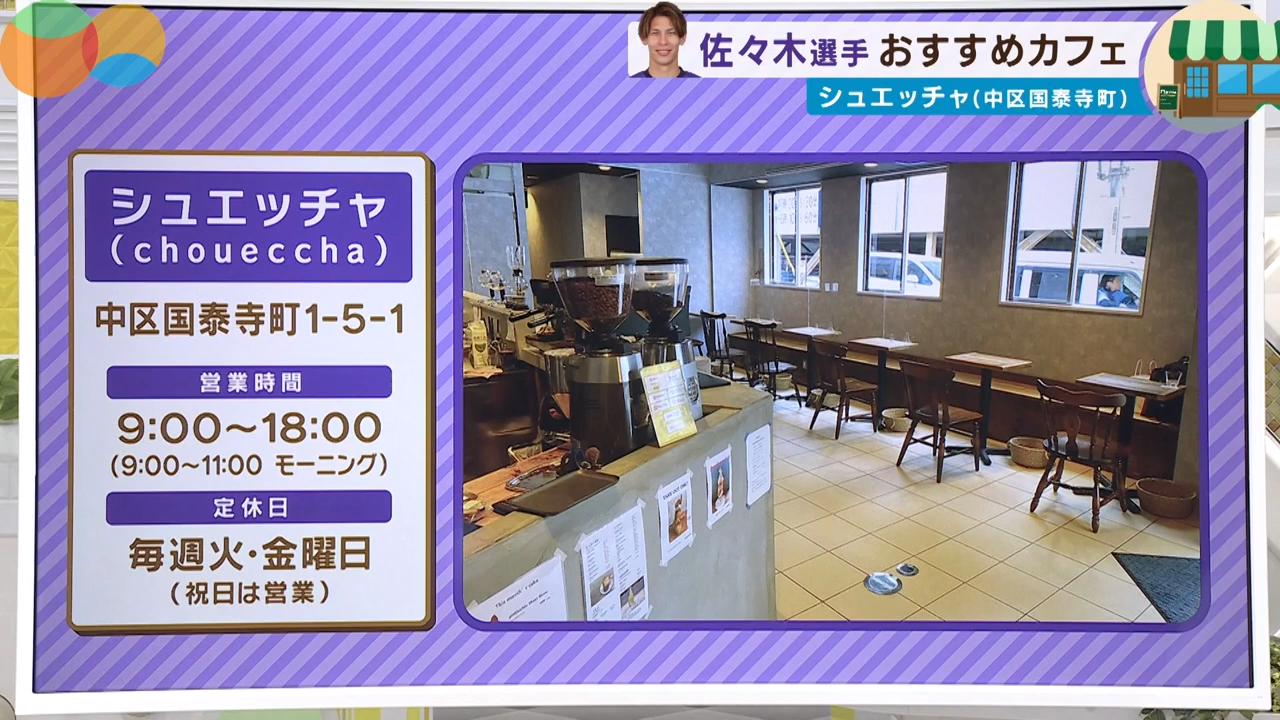 佐々木選手 おすすめカフェ
シュエッチャ(中区国泰寺町)
シュエッチャ
(choueccha)
中区国泰寺町1-5-1
営業時間
9:00～18:00
(9:00～11:00 モーニング)
定休日
毎週火・金曜日
(祝日は営業)